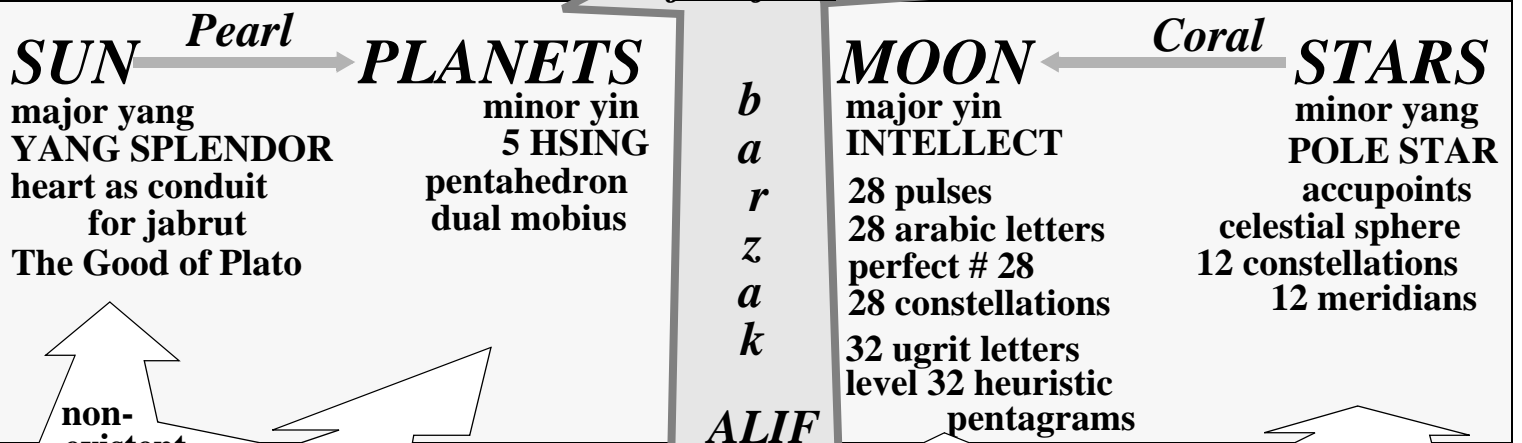 SUN
Pearl
PLANETS
major yang
YANG SPLENDOR
heart as conduit
for jabrut
The Good of Plato
minor yin
5 HSING
pentahedron
dual mobius
b
a
r
z
a
k
ALIF
MOON
Coral
STARS
major yin
INTELLECT
28 pulses
28 arabic letters
perfect # 28
28 constellations
32 ugrit letters
level 32 heuristic
pentagrams
minor yang
POLE STAR
accupoints
celestial sphere
12 constellations
12 meridians
non-